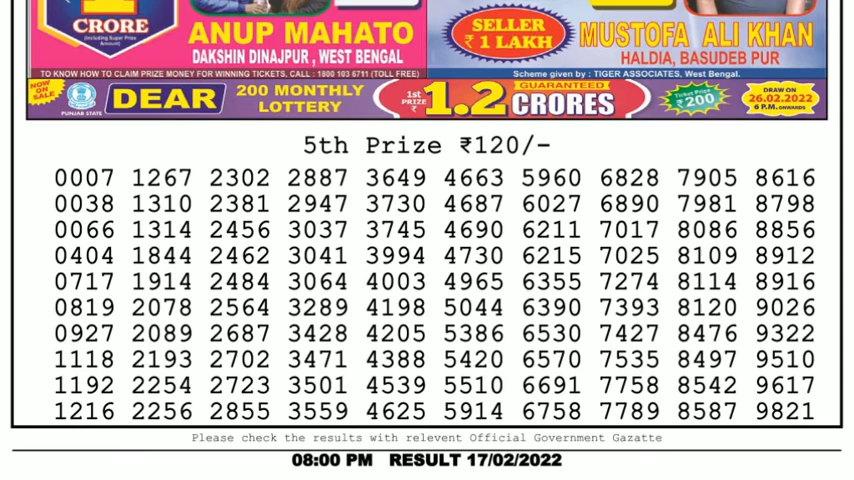 1
CRORE
(Including Super Prize Amount)
ANUP MAHATO
DAKSHIN DINAJPUR , WEST BENGAL
SELLER
₹ 1 LAKH
MUSTOFA ALI KHAN
HALDIA, BASUDEB PUR
TO KNOW HOW TO CLAIM PRIZE MONEY FOR WINNING TICKETS, CALL : 1800 103 6711 (TOLL FREE)
Scheme given by : TIGER ASSOCIATES, West Bengal.
NOW ON SALE
PUNJAB STATE
DEAR
200 MONTHLY
LOTTERY
1st PRIZE ₹
1.2
GUARANTEED
CRORES
Ticket Price
₹200
DRAW ON
26.02.2022
6 P.M. ONWARDS
5th Prize ₹120/-
0007 1267 2302 2887 3649 4663 5960 6828 7905 8616
0038 1310 2381 2947 3730 4687 6027 6890 7981 8798
0066 1314 2456 3037 3745 4690 6211 7017 8086 8856
0404 1844 2462 3041 3994 4730 6215 7025 8109 8912
0717 1914 2484 3064 4003 4965 6355 7274 8114 8916
0819 2078 2564 3289 4198 5044 6390 7393 8120 9026
0927 2089 2687 3428 4205 5386 6530 7427 8476 9322
1118 2193 2702 3471 4388 5420 6570 7535 8497 9510
1192 2254 2723 3501 4539 5510 6691 7758 8542 9617
1216 2256 2855 3559 4625 5914 6758 7789 8587 9821
Please check the results with relevent Official Government Gazatte
08:00 PM RESULT 17/02/2022